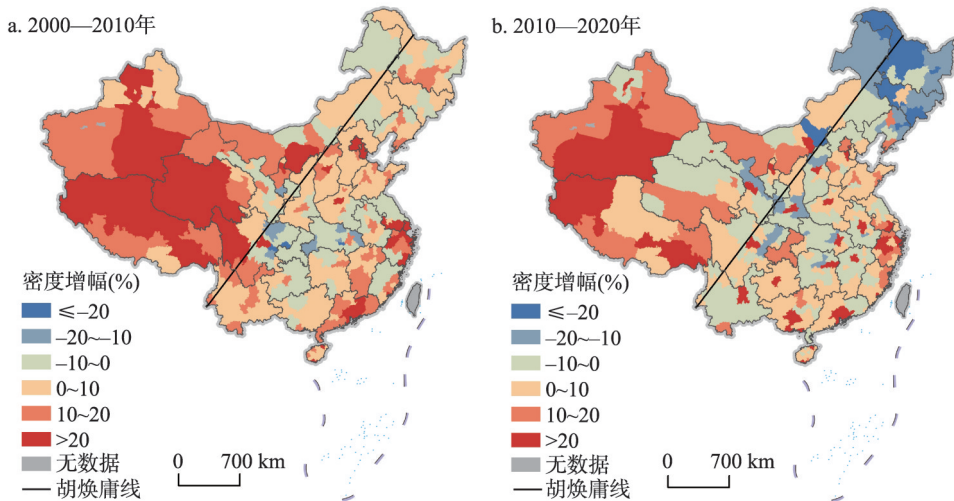 a. 2000—2010年
密度增幅(%)
≤–20
–20~–10
–10~0
0~10
10~20
>20
无数据
胡焕庸线
0 700 km
b. 2010—2020年
密度增幅(%)
≤–20
–20~–10
–10~0
0~10
10~20
>20
无数据
胡焕庸线
0 700 km